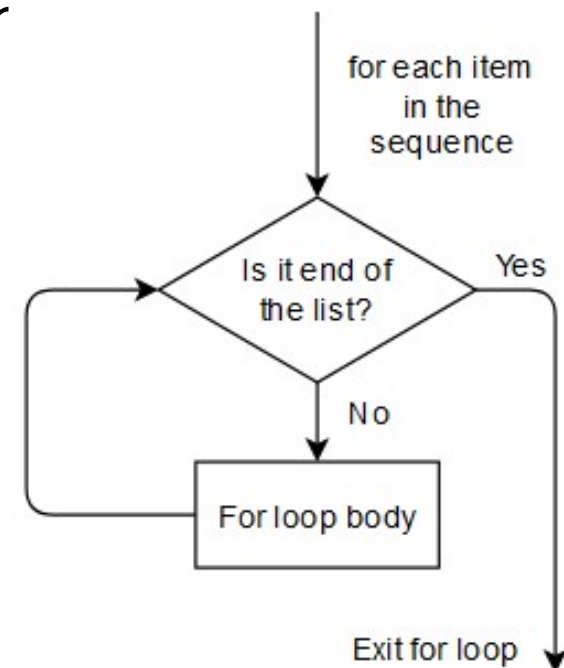 for each item
in the
sequence
Is it end of
the list?
Yes
No
For loop body
Exit for loop